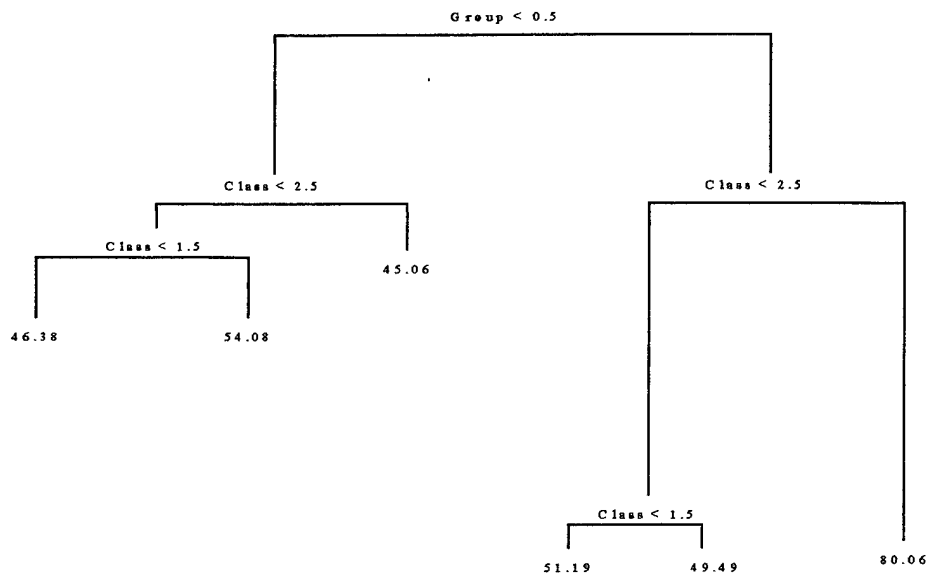 Group < 0.5
Class < 2.5
Class < 2.5
Class < 1.5
45.06
46.38
54.08
Class < 1.5
51.19
49.49
80.06